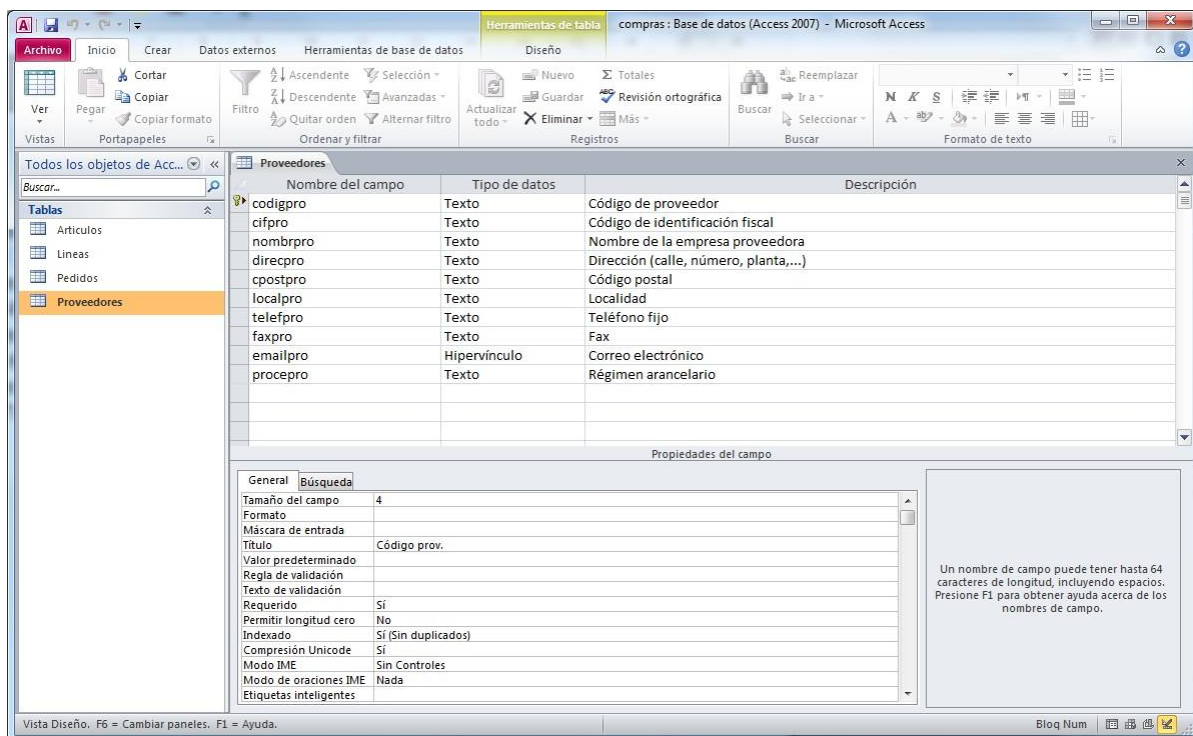 Herramientas de tabla compras : Base de datos (Access 2007) - Microsoft Access
Archivo Inicio Crear Datos externos Herramientas de base de datos Diseño
Ver
Vistas
Pegar
Cortar
Copiar
Copiar formato
Portapapeles
Filtro
Ascendente
Descendente
Quitar orden
Selección
Avanzadas
Alternar filtro
Ordenar y filtrar
Actualizar todo
Nuevo
Guardar
Eliminar
Totales
Revisión ortográfica
Más
Registros
Buscar
Reemplazar
Ir a
Seleccionar
Buscar
N K S
A
Formato de texto
Todos los objetos de Acc...
Buscar...
Tablas
Articulos
Lineas
Pedidos
Proveedores
Proveedores
Nombre del campo Tipo de datos Descripción
codigpro Texto Código de proveedor
cifpro Texto Código de identificación fiscal
nombrpro Texto Nombre de la empresa proveedora
direcpro Texto Dirección (calle, número, planta,...)
cpostpro Texto Código postal
localpro Texto Localidad
telefpro Texto Teléfono fijo
faxpro Texto Fax
emailpro Hipervínculo Correo electrónico
procepro Texto Régimen arancelario
Propiedades del campo
General Búsqueda
Tamaño del campo 4
Formato
Máscara de entrada
Título Código prov.
Valor predeterminado
Regla de validación
Texto de validación
Requerido Sí
Permitir longitud cero No
Indexado Sí (Sin duplicados)
Compresión Unicode Sí
Modo IME Sin Controles
Modo de oraciones IME Nada
Etiquetas inteligentes
Un nombre de campo puede tener hasta 64
caracteres de longitud, incluyendo espacios.
Presione F1 para obtener ayuda acerca de los
nombres de campo.
Vista Diseño. F6 = Cambiar paneles. F1 = Ayuda. Bloq Num